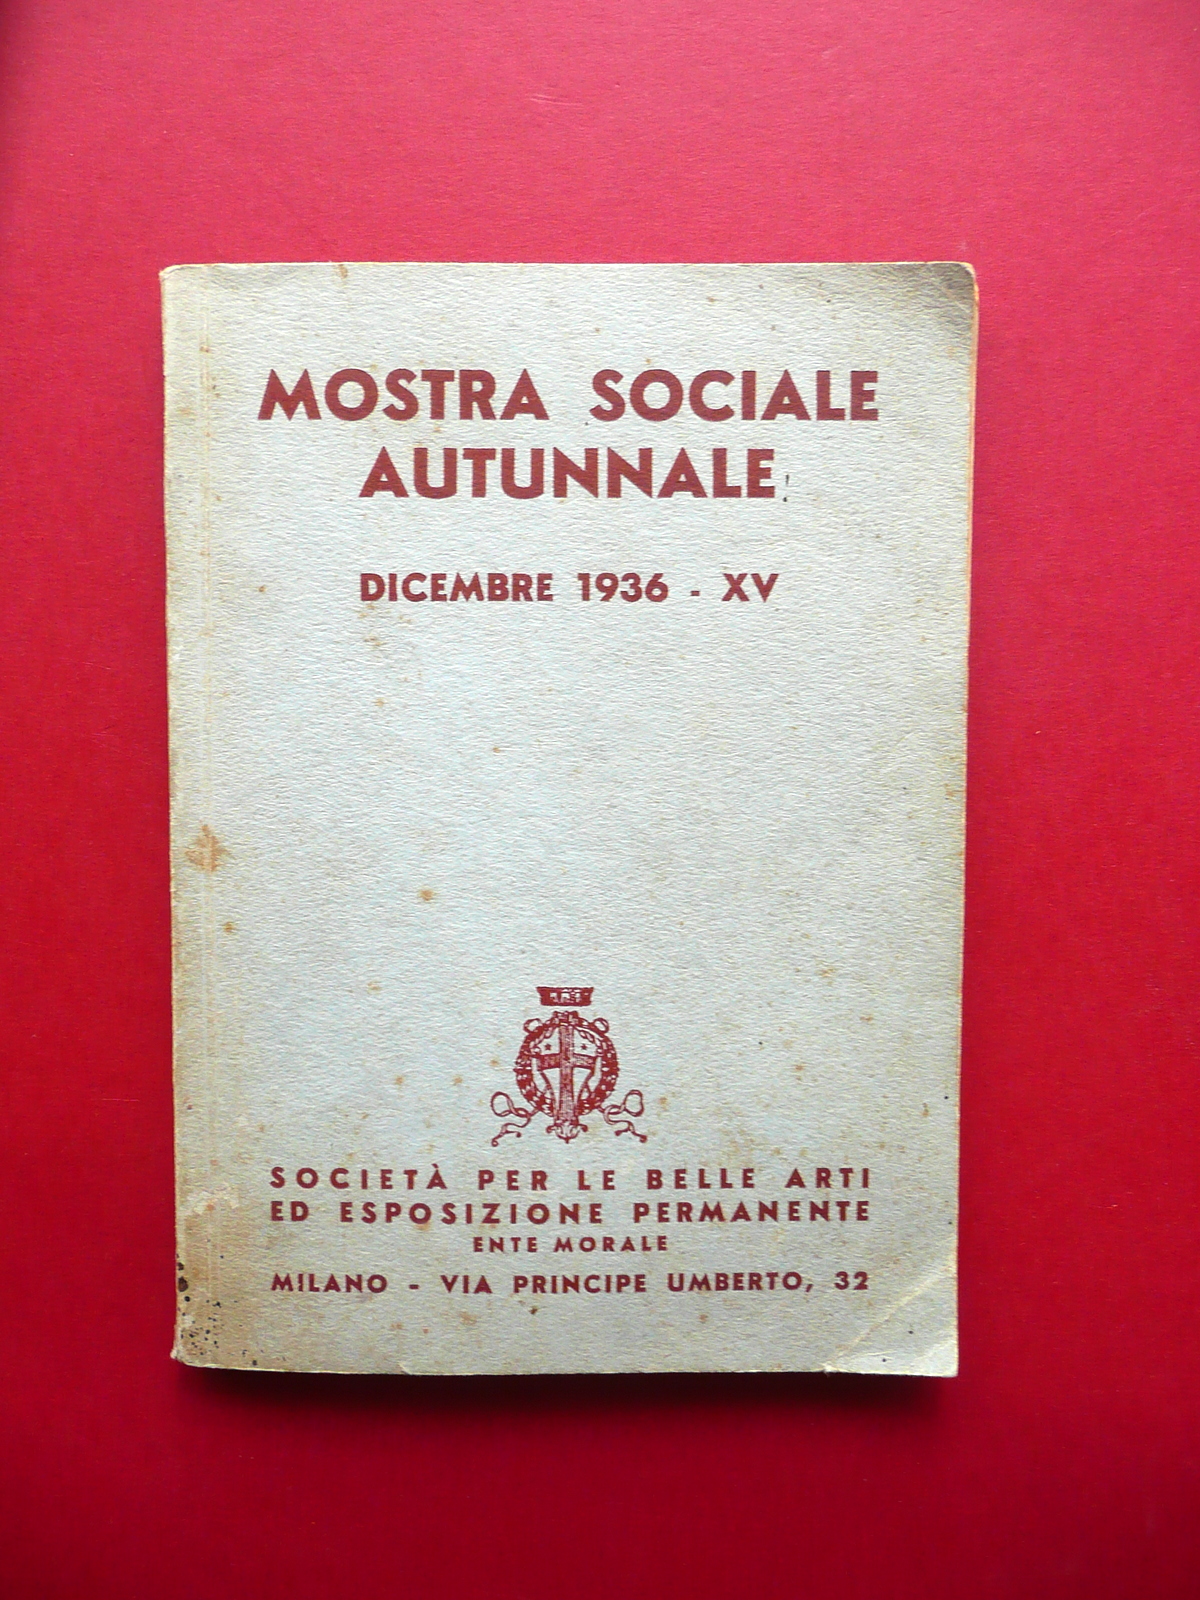 MOSTRA SOCIALE
AUTUNNALE
DICEMBRE 1936 - XV
SOCIETÀ PER LE BELLE ARTI
ED ESPOSIZIONE PERMANENTE
ENTE MORALE
MILANO - VIA PRINCIPE UMBERTO, 32